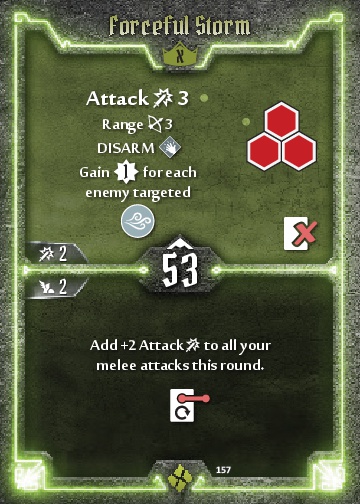 Forceful Storm
X
Attack 3
Range 3
DISARM
Gain 1 for each
enemy targeted
2
53
2
Add +2 Attack to all your
melee attacks this round.
157